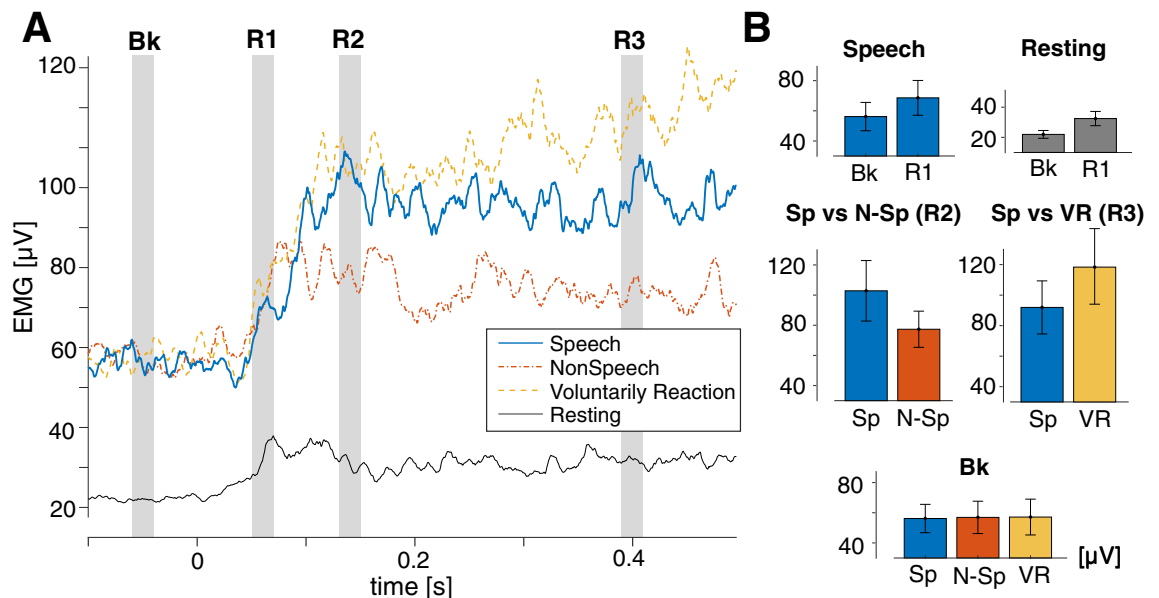 A
Bk
R1
R2
R3
120
100
80
60
40
20
EMG [µV]
0
0.2
0.4
time [s]
Speech
NonSpeech
Voluntarily Reaction
Resting
B
Speech
80
40
Bk
R1
Resting
40
20
Bk
R1
Sp vs N-Sp (R2)
120
80
40
Sp
N-Sp
Sp vs VR (R3)
120
80
40
Sp
VR
Bk
80
40
Sp
N-Sp
VR
[µV]